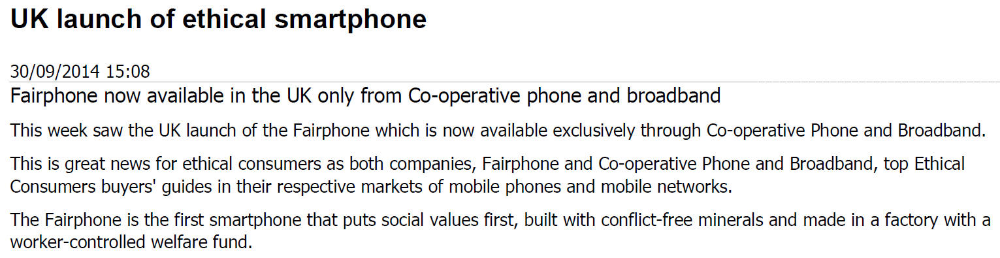 UK launch of ethical smartphone
30/09/2014 15:08
Fairphone now available in the UK only from Co-operative phone and broadband
This week saw the UK launch of the Fairphone which is now available exclusively through Co-operative Phone and Broadband.
This is great news for ethical consumers as both companies, Fairphone and Co-operative Phone and Broadband, top Ethical
Consumers buyers' guides in their respective markets of mobile phones and mobile networks.
The Fairphone is the first smartphone that puts social values first, built with conflict-free minerals and made in a factory with a
worker-controlled welfare fund.